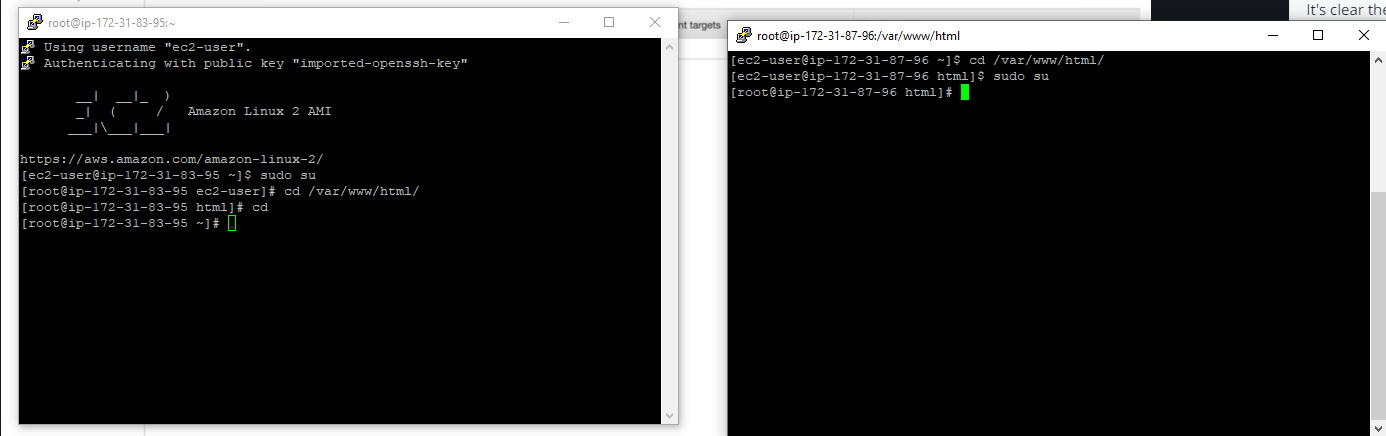 root@ip-172-31-83-95:~
Using username "ec2-user".
Authenticating with public key "imported-openssh-key"
       __|  __|_  )
       _|  (     /   Amazon Linux 2 AMI
      ___|\___|___|
https://aws.amazon.com/amazon-linux-2/
[ec2-user@ip-172-31-83-95 ~]$ sudo su
[root@ip-172-31-83-95 ec2-user]# cd /var/www/html/
[root@ip-172-31-83-95 html]# cd
[root@ip-172-31-83-95 ~]#
nt targets
It's clear the
root@ip-172-31-87-96:/var/www/html
[ec2-user@ip-172-31-87-96 ~]$ cd /var/www/html/
[ec2-user@ip-172-31-87-96 html]$ sudo su
[root@ip-172-31-87-96 html]#